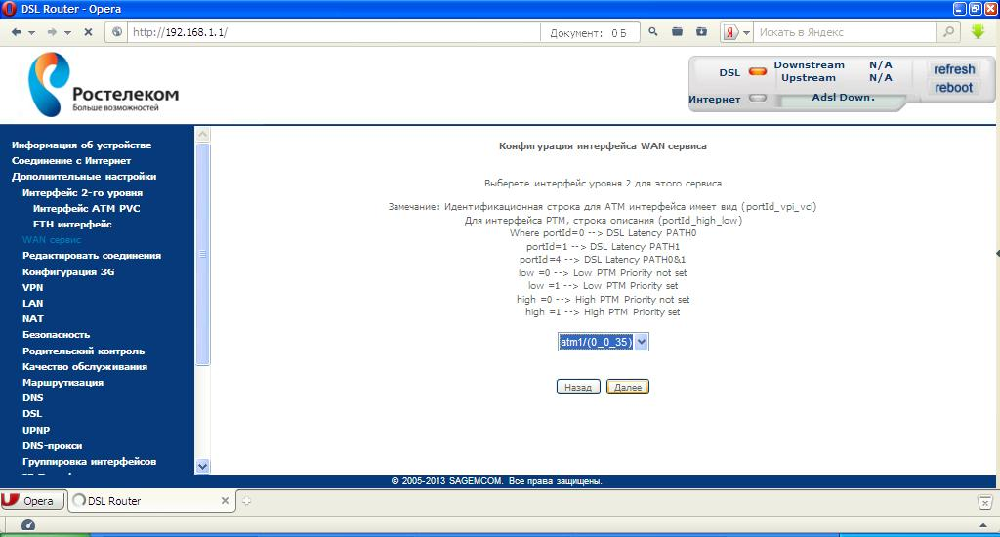 DSL Router - Opera
http://192.168.1.1/
Документ: 0 Б
Я
Искать в Яндекс
Ростелеком
Больше возможностей
DSL
Downstream N/A
Upstream N/A
Интернет
Adsl Down.
refresh
reboot
Информация об устройстве
Соединение с Интернет
Дополнительные настройки
Интерфейс 2-го уровня
Интерфейс ATM PVC
ETH интерфейс
WAN сервис
Редактировать соединения
Конфигурация 3G
VPN
LAN
NAT
Безопасность
Родительский контроль
Качество обслуживания
Маршрутизация
DNS
DSL
UPNP
DNS-прокси
Группировка интерфейсов
Конфигурация интерфейса WAN сервиса
Выберете интерфейс уровня 2 для этого сервиса
Замечание: Идентификационная строка для ATM интерфейса имеет вид (portId_vpi_vci)
Для интерфейса PTM, строка описания (portId_high_low)
Where portId=0 --> DSL Latency PATH0
portId=1 --> DSL Latency PATH1
portId=4 --> DSL Latency PATH0&1
low =0 --> Low PTM Priority not set
low =1 --> Low PTM Priority set
high =0 --> High PTM Priority not set
high =1 --> High PTM Priority set
atm1/(0_0_35)
Назад
Далее
© 2005-2013 SAGEMCOM. Все права защищены.
Opera
DSL Router